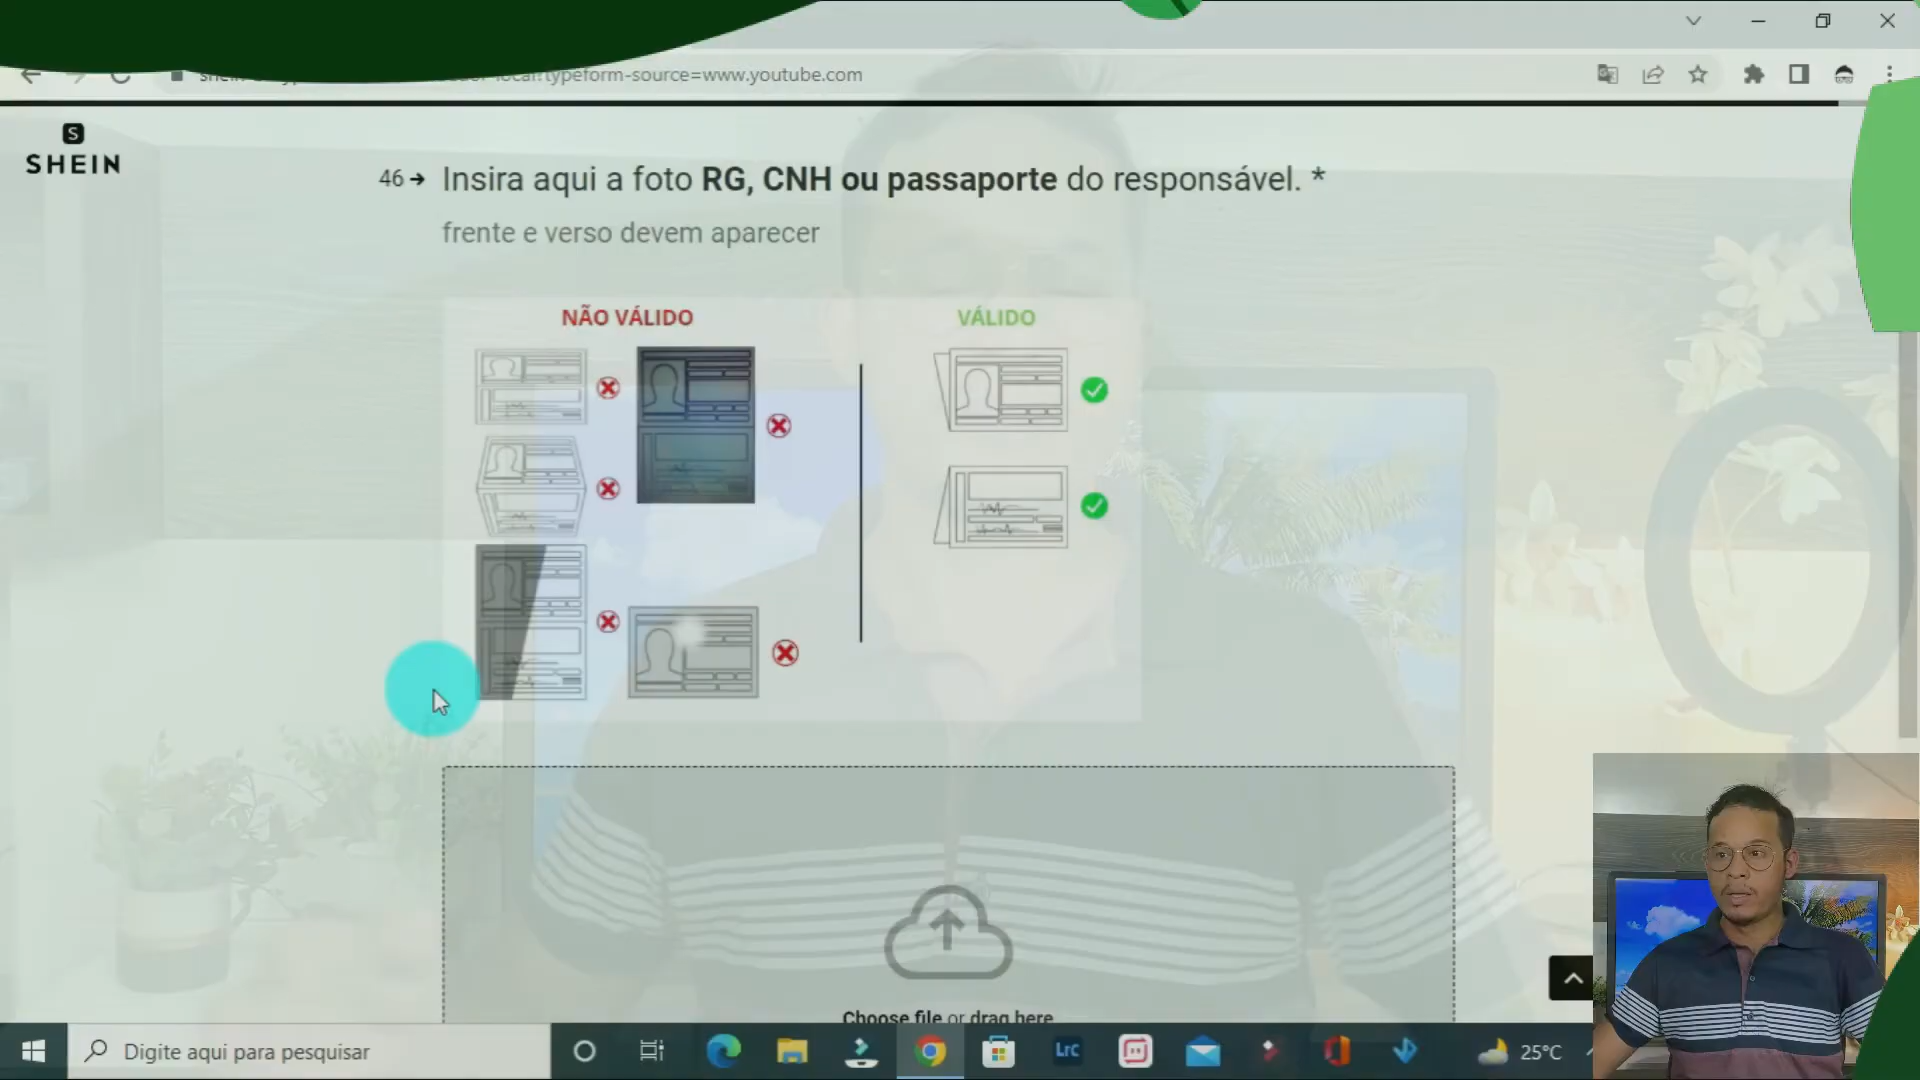 local?typeform-source=www.youtube.com
S
SHEIN
46 → Insira aqui a foto RG, CNH ou passaporte do responsável. *
frente e verso devem aparecer
NÃO VÁLIDO
VÁLIDO
Choose file or drag here
Digite aqui para pesquisar
LrC
25°C